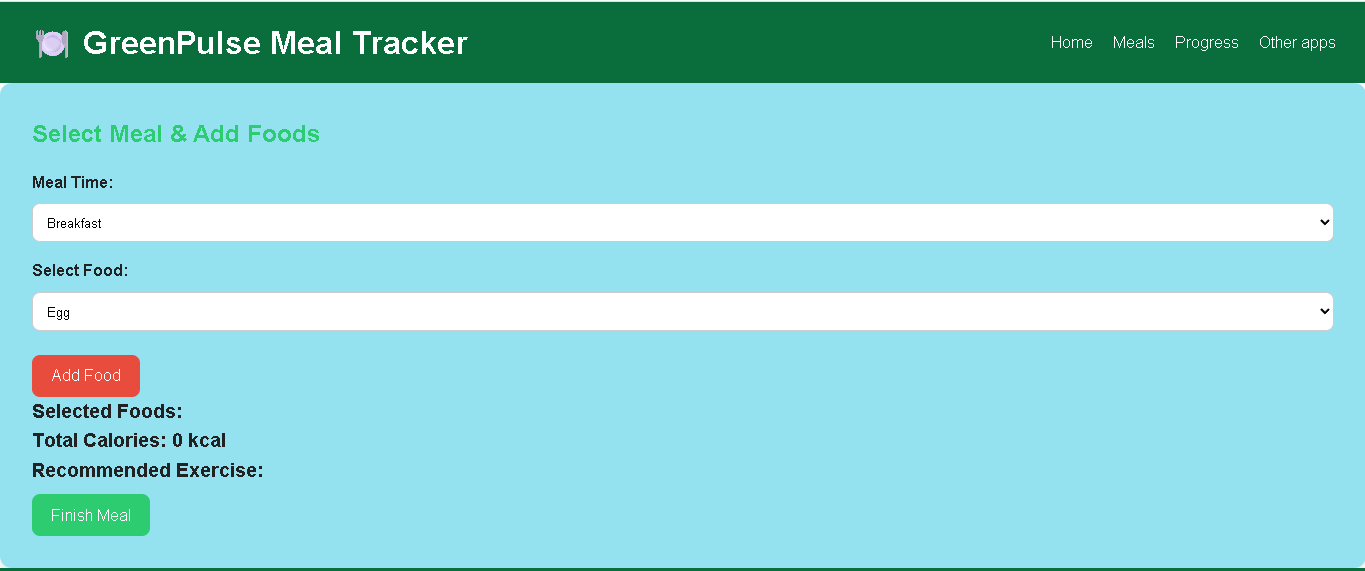 GreenPulse Meal Tracker
Home Meals Progress Other apps
Select Meal & Add Foods
Meal Time:
Breakfast
Select Food:
Egg
Add Food
Selected Foods:
Total Calories: 0 kcal
Recommended Exercise:
Finish Meal